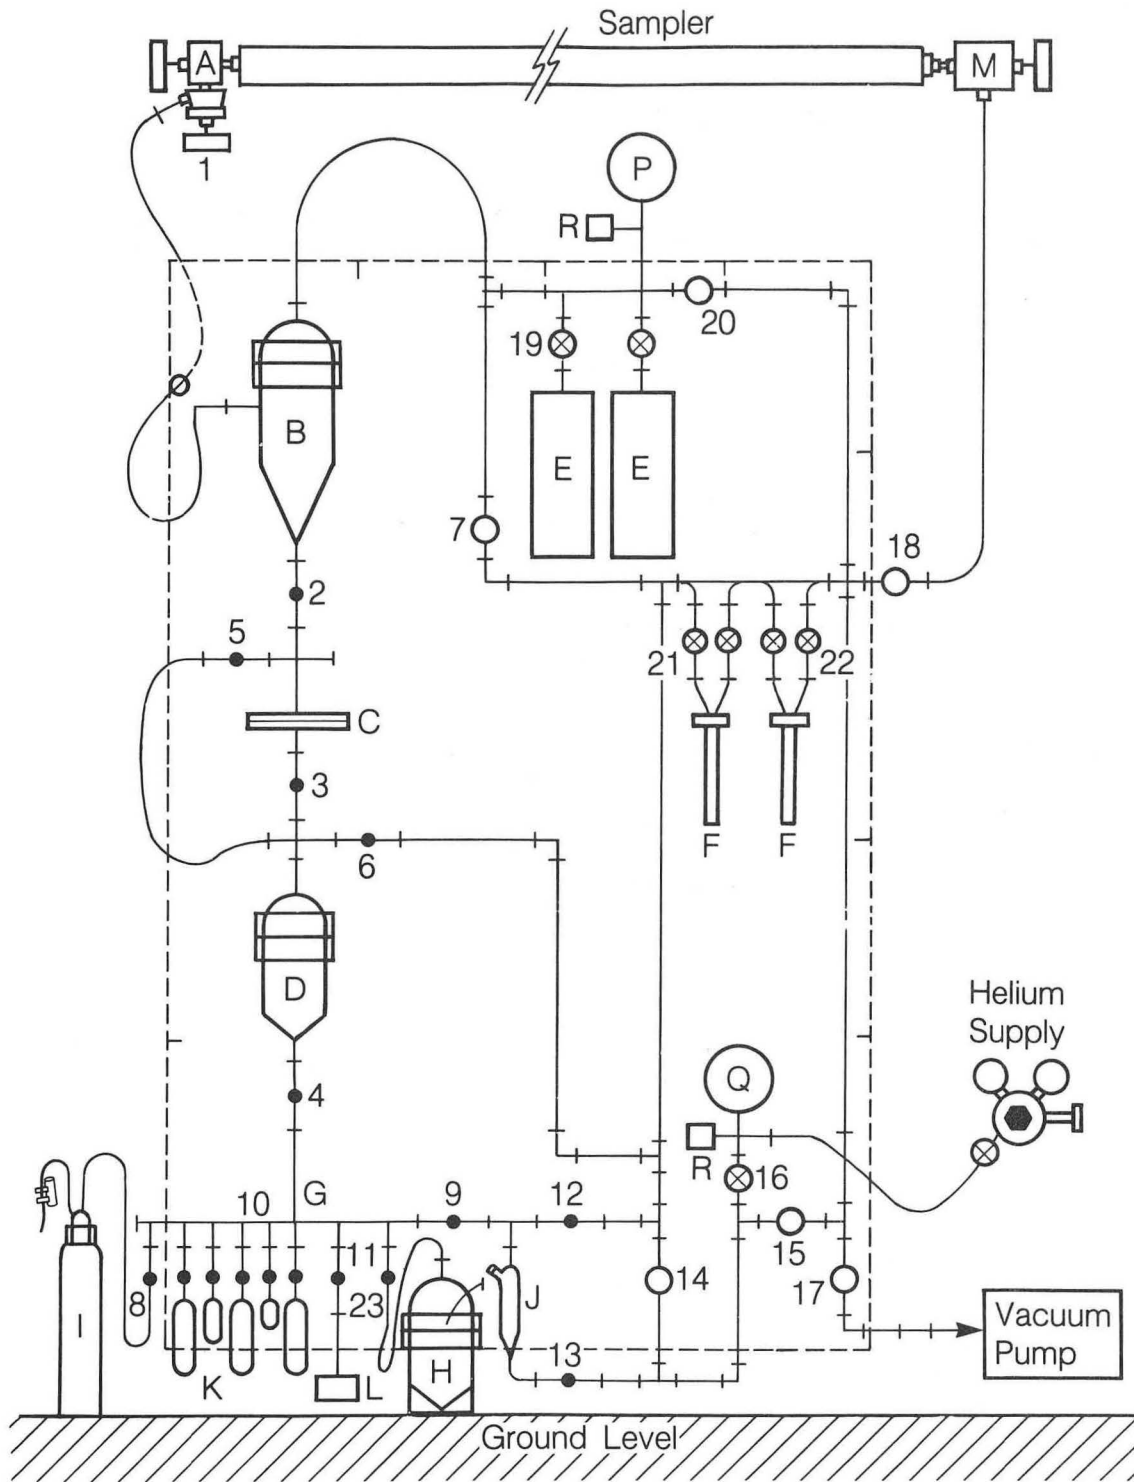 Sampler
A
M
1
P
R
20
19
B
E
E
7
18
2
5
21
22
C
3
F
F
6
D
Helium
Supply
Q
4
R
16
G
10
9
12
11
15
14
17
8
23
J
I
13
Vacuum
Pump
H
K
L
Ground Level